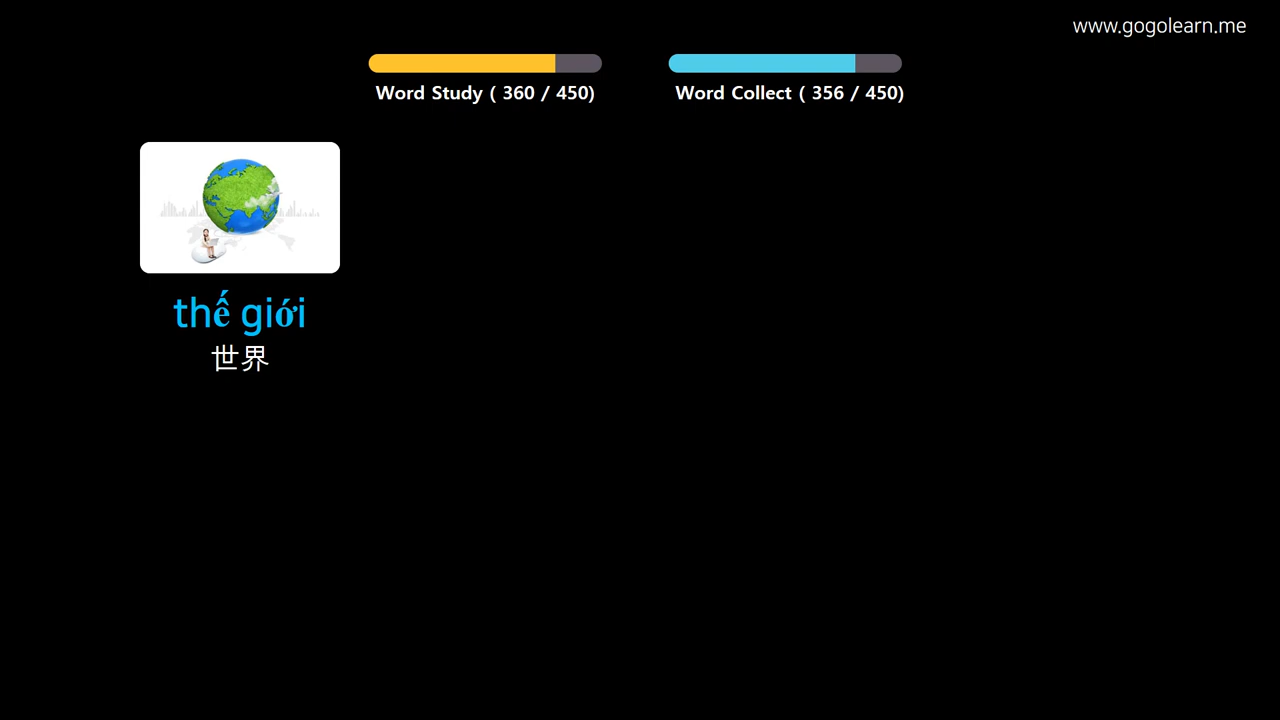 www.gogolearn.me
Word Study ( 360 / 450)
Word Collect ( 356 / 450)
thế giới
世界